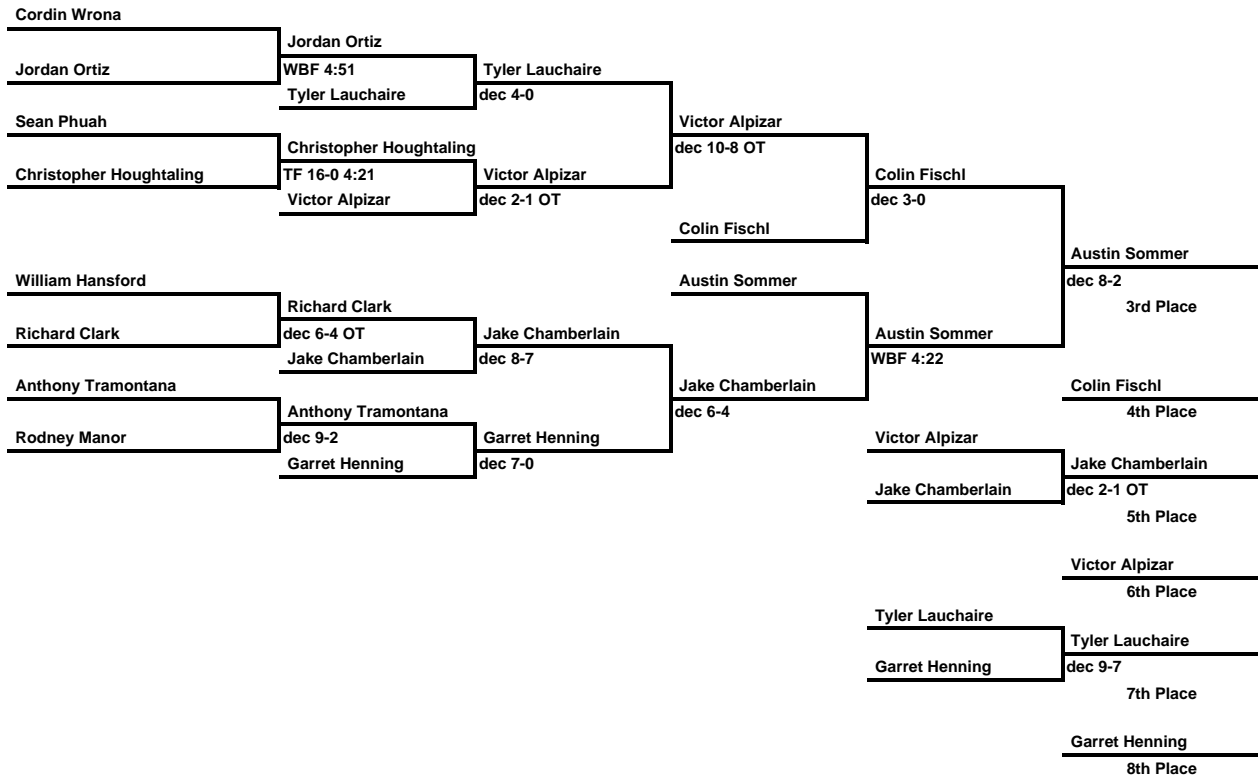 Cordin Wrona
Jordan Ortiz
Jordan Ortiz
WBF 4:51
Tyler Lauchaire
Tyler Lauchaire
dec 4-0
Sean Phuah
Christopher Houghtaling
Christopher Houghtaling
TF 16-0 4:21
Victor Alpizar
Victor Alpizar
dec 2-1 OT
Victor Alpizar
dec 10-8 OT
Colin Fischl
Colin Fischl
dec 3-0
William Hansford
Richard Clark
Richard Clark
dec 6-4 OT
Jake Chamberlain
Jake Chamberlain
dec 8-7
Anthony Tramontana
Rodney Manor
Anthony Tramontana
dec 9-2
Garret Henning
Garret Henning
dec 7-0
Austin Sommer
Jake Chamberlain
dec 6-4
Austin Sommer
WBF 4:22
Austin Sommer
dec 8-2
3rd Place
Colin Fischl
4th Place
Victor Alpizar
Jake Chamberlain
Jake Chamberlain
dec 2-1 OT
5th Place
Victor Alpizar
6th Place
Tyler Lauchaire
Garret Henning
Tyler Lauchaire
dec 9-7
7th Place
Garret Henning
8th Place